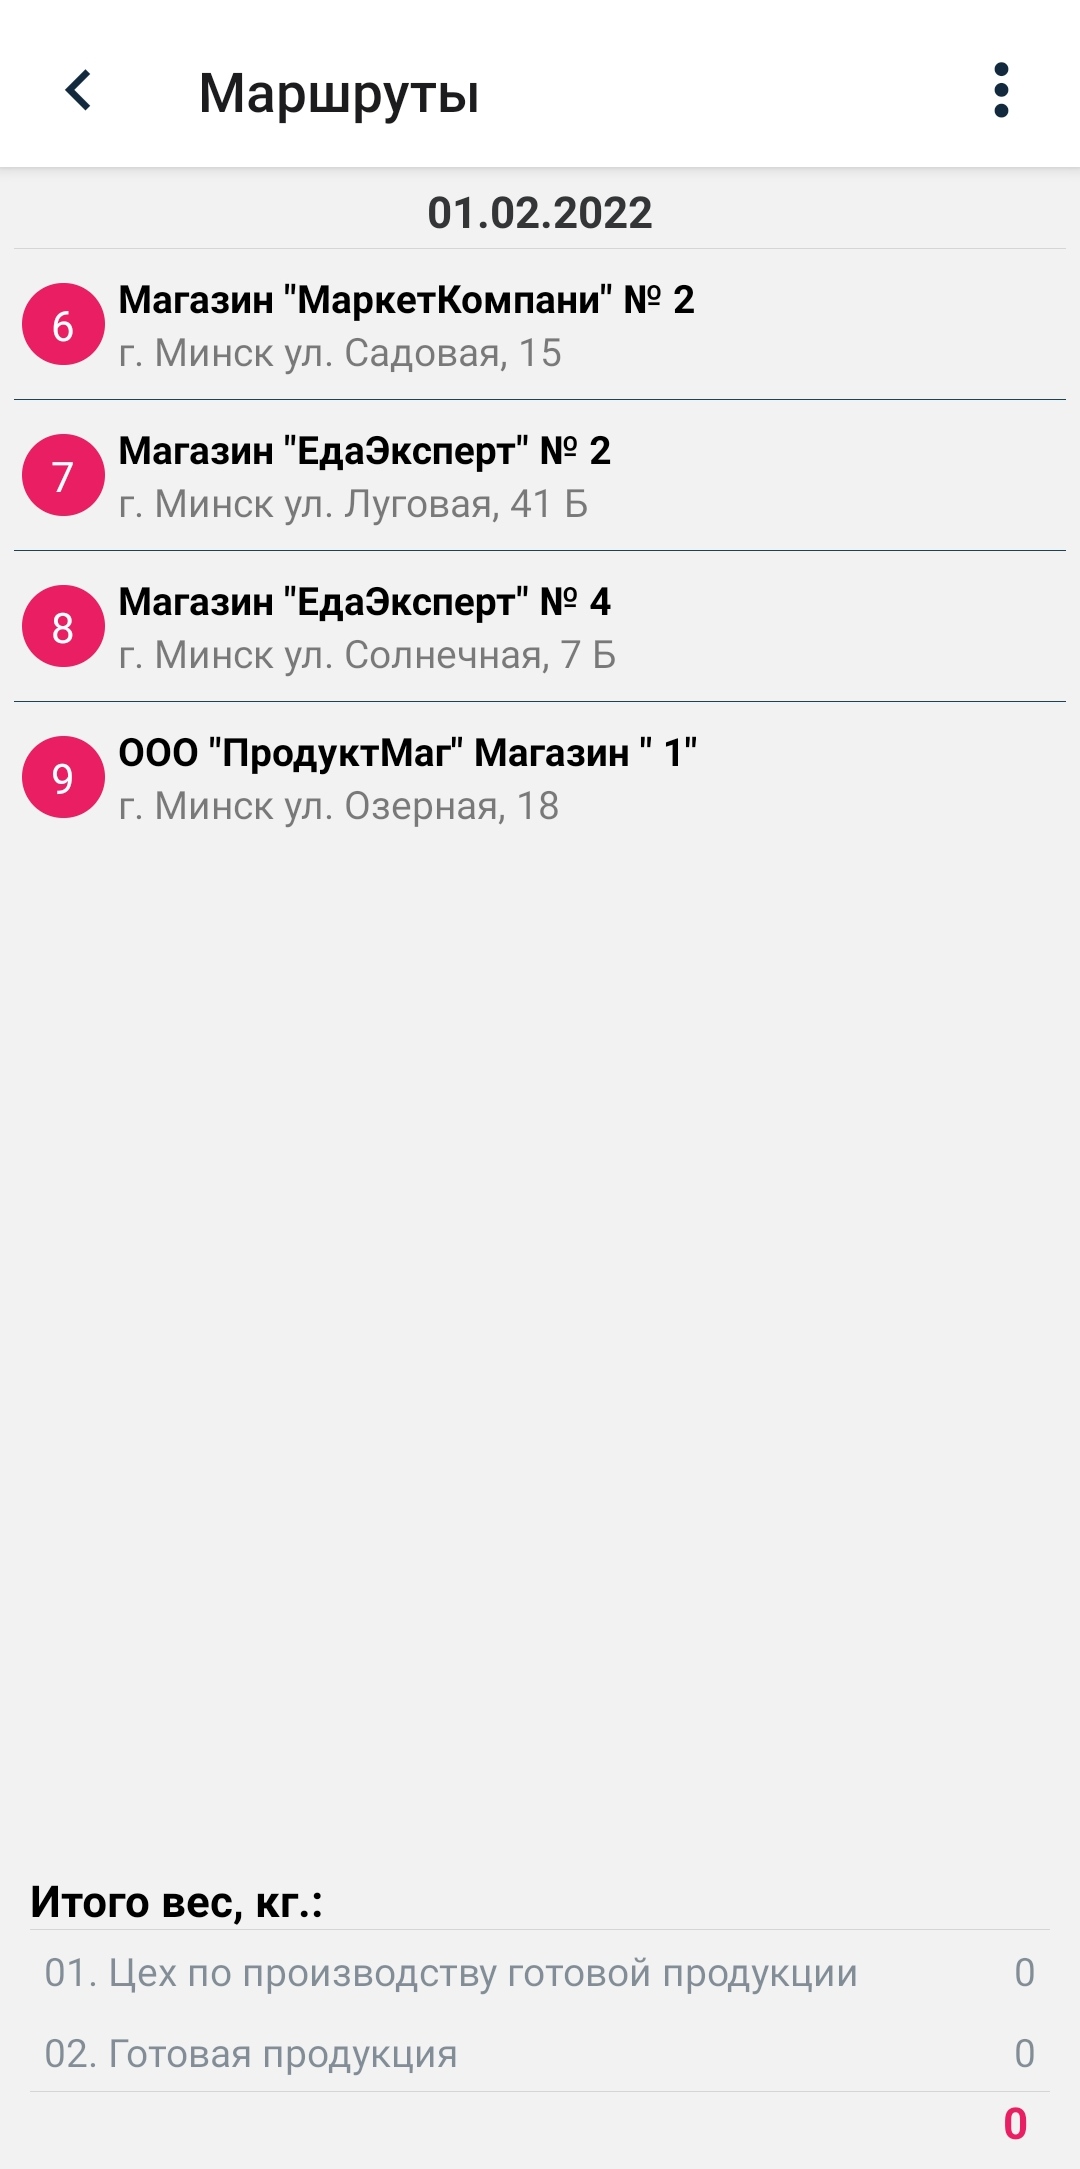 Маршруты
01.02.2022
6
Магазин "МаркетКомпани" № 2
г. Минск ул. Садовая, 15
7
Магазин "ЕдаЭксперт" № 2
г. Минск ул. Луговая, 41 Б
8
Магазин "ЕдаЭксперт" № 4
г. Минск ул. Солнечная, 7 Б
9
ООО "ПродуктМаг" Магазин " 1"
г. Минск ул. Озерная, 18
Итого вес, кг.:
01. Цех по производству готовой продукции 0
02. Готовая продукция 0
0